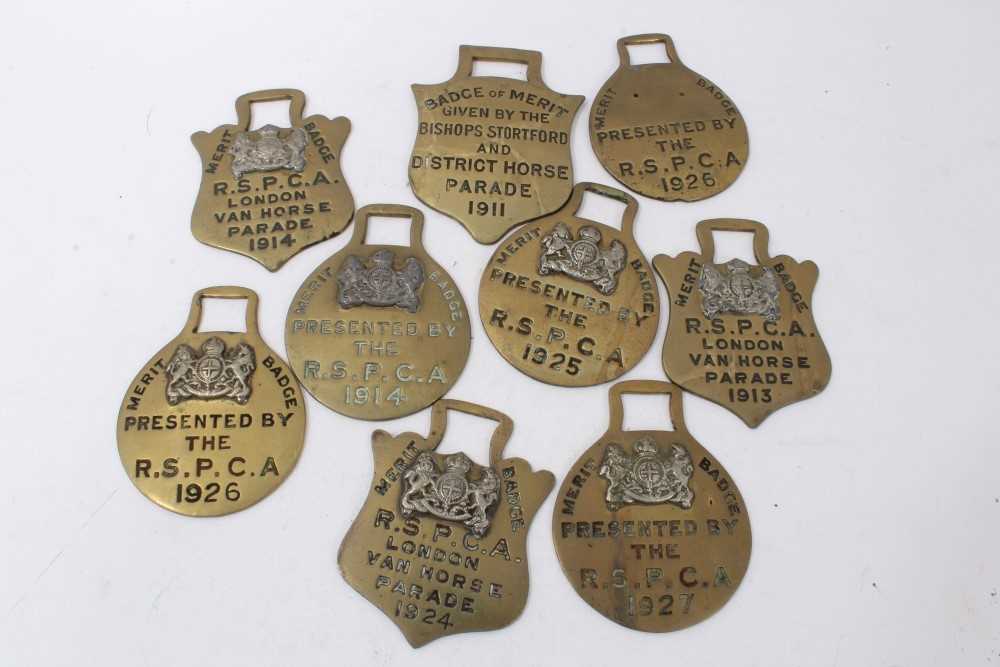 MERIT BADGE
R.S.P.C.A.
LONDON
VAN HORSE
PARADE
1914
BADGE OF MERIT
GIVEN BY THE
BISHOPS STORTFORD
AND
DISTRICT HORSE
PARADE
1911
MERIT BADGE
PRESENTED BY
THE
R.S.P.C.A
1926
MERIT BADGE
PRESENTED BY
THE
R.S.P.C.A
1914
MERIT BADGE
PRESENTED BY
THE
R.S.P.C.A
1925
MERIT BADGE
R.S.P.C.A.
LONDON
VAN HORSE
PARADE
1913
MERIT BADGE
PRESENTED BY
THE
R.S.P.C.A
1926
MERIT BADGE
R.S.P.C.A.
LONDON
VAN HORSE
PARADE
1924
MERIT BADGE
PRESENTED BY
THE
R.S.P.C.A
1927